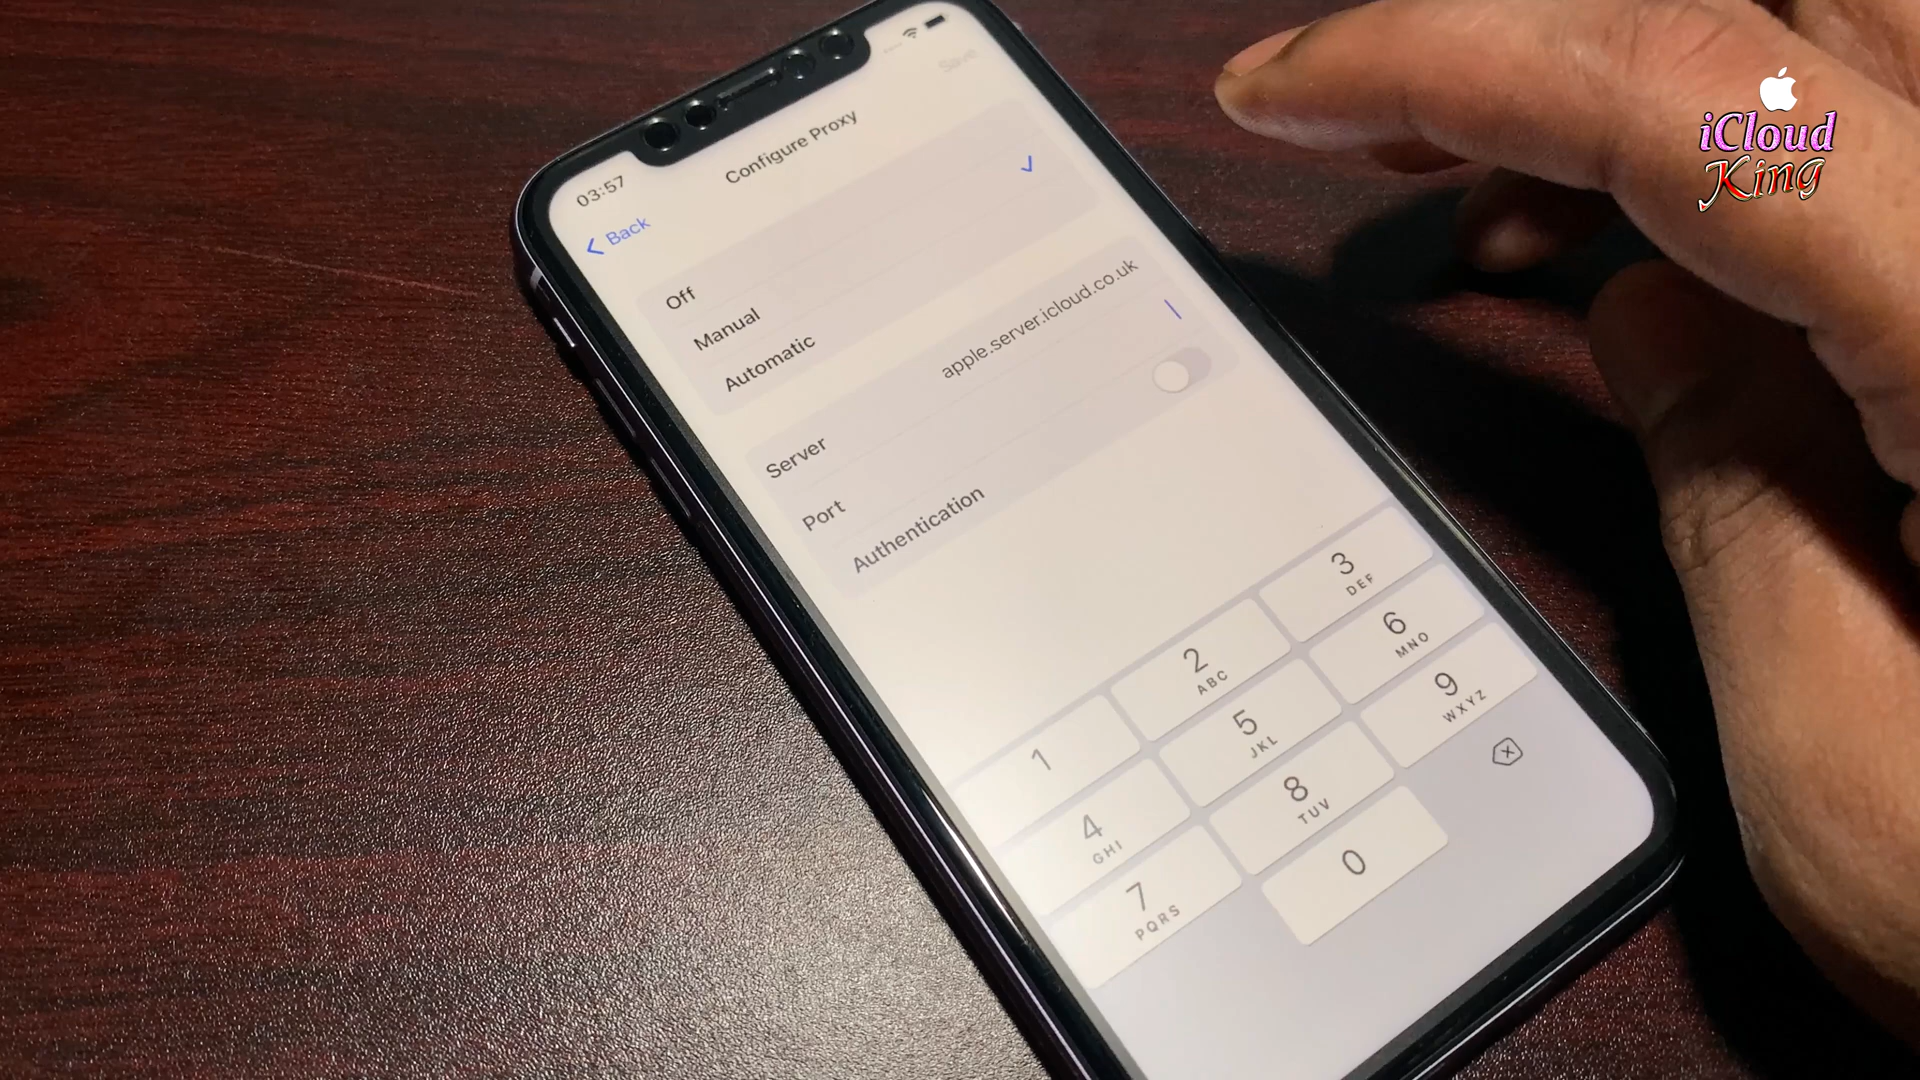 03:57
Save
Configure Proxy
Back
Off
Manual
Automatic
Server apple.server.icloud.co.uk
Port
Authentication
1
2 ABC
3 DEF
4 GHI
5 JKL
6 MNO
7 PQRS
8 TUV
9 WXYZ
0
iCloud
King